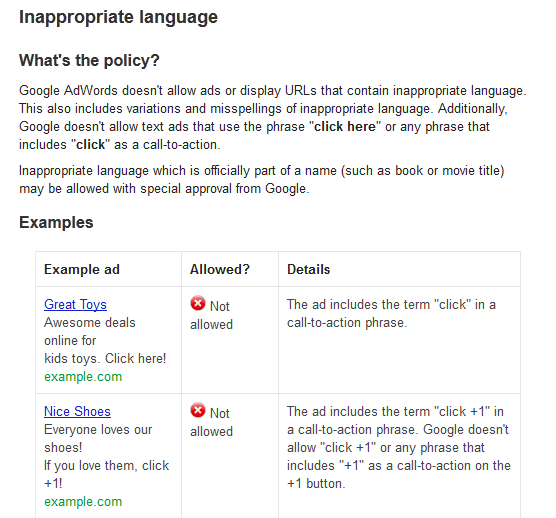 Inappropriate language
What's the policy?
Google AdWords doesn't allow ads or display URLs that contain inappropriate language.
This also includes variations and misspellings of inappropriate language. Additionally,
Google doesn't allow text ads that use the phrase "click here" or any phrase that
includes "click" as a call-to-action.
Inappropriate language which is officially part of a name (such as book or movie title)
may be allowed with special approval from Google.
Examples
Example ad
Allowed?
Details
Great Toys
Awesome deals
online for
kids toys. Click here!
example.com
Not
allowed
The ad includes the term "click" in a
call-to-action phrase.
Nice Shoes
Everyone loves our
shoes!
If you love them, click
+1!
example.com
Not
allowed
The ad includes the term "click +1" in
a call-to-action phrase. Google doesn't
allow "click +1" or any phrase that
includes "+1" as a call-to-action on the
+1 button.